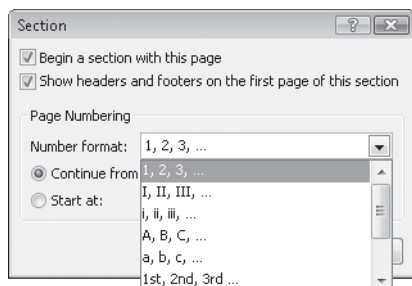 Section
Begin a section with this page
Show headers and footers on the first page of this section
Page Numbering
Number format: 1, 2, 3, ...
Continue from 1, 2, 3, ...
I, II, III, ...
Start at: i, ii, iii, ...
A, B, C, ...
a, b, c, ...
1st, 2nd, 3rd ...